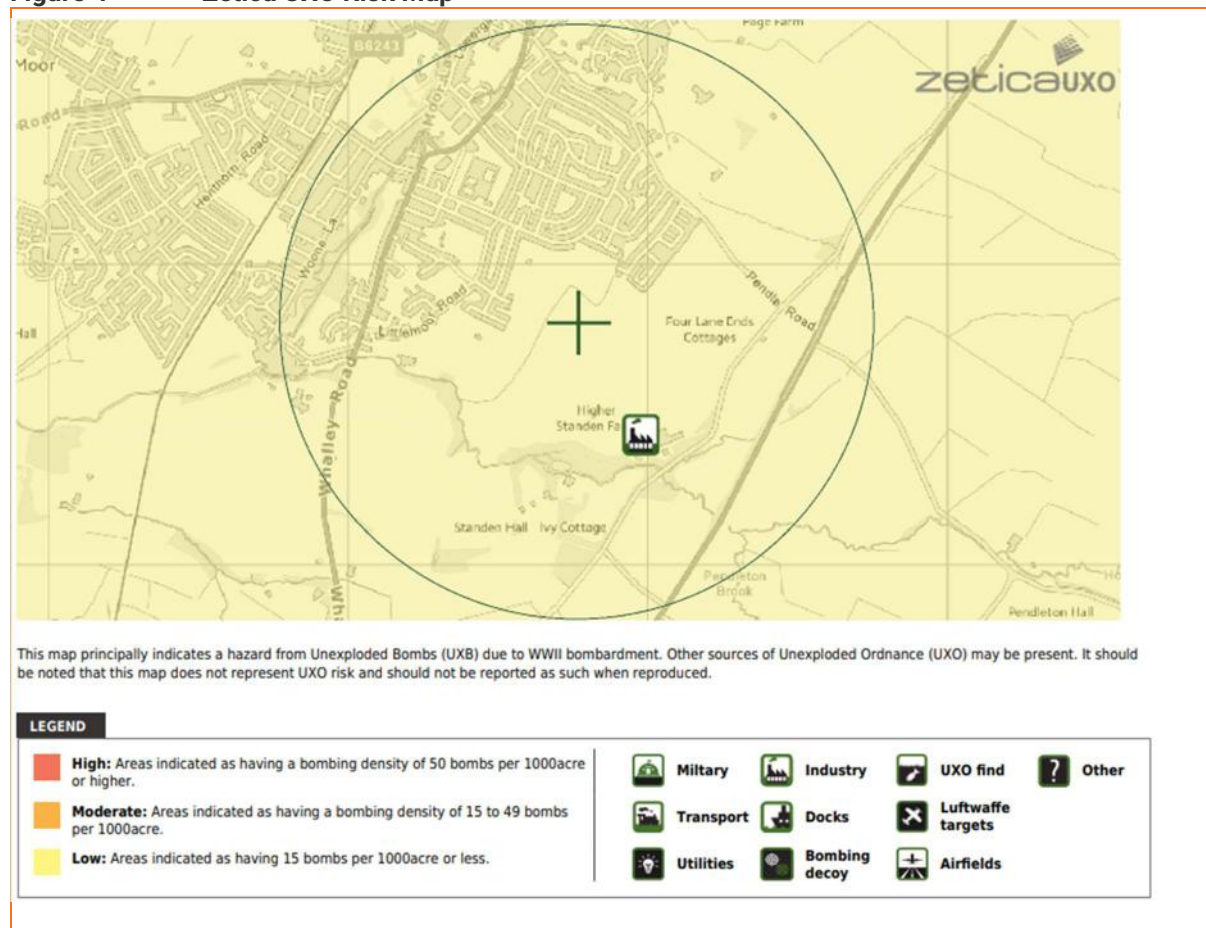 zeticauxo
Page Farm
B6243
Moor
Road
Henthorn Road
Moor La
Woone La
Littlemoor Road
Pendle Road
Hall
Four Lane Ends
Cottages
Whalley Road
Higher
Standen Fa
Standen Hall
Ivy Cottage
Wha
Pendleton
Brook
Pendleton Hall
This map principally indicates a hazard from Unexploded Bombs (UXB) due to WWII bombardment. Other sources of Unexploded Ordnance (UXO) may be present. It should
be noted that this map does not represent UXO risk and should not be reported as such when reproduced.
LEGEND
High: Areas indicated as having a bombing density of 50 bombs per 1000acre
or higher.
Moderate: Areas indicated as having a bombing density of 15 to 49 bombs
per 1000acre.
Low: Areas indicated as having 15 bombs per 1000acre or less.
Miltary
Industry
UXO find
Other
Transport
Docks
Luftwaffe
targets
Utilities
Bombing
decoy
Airfields